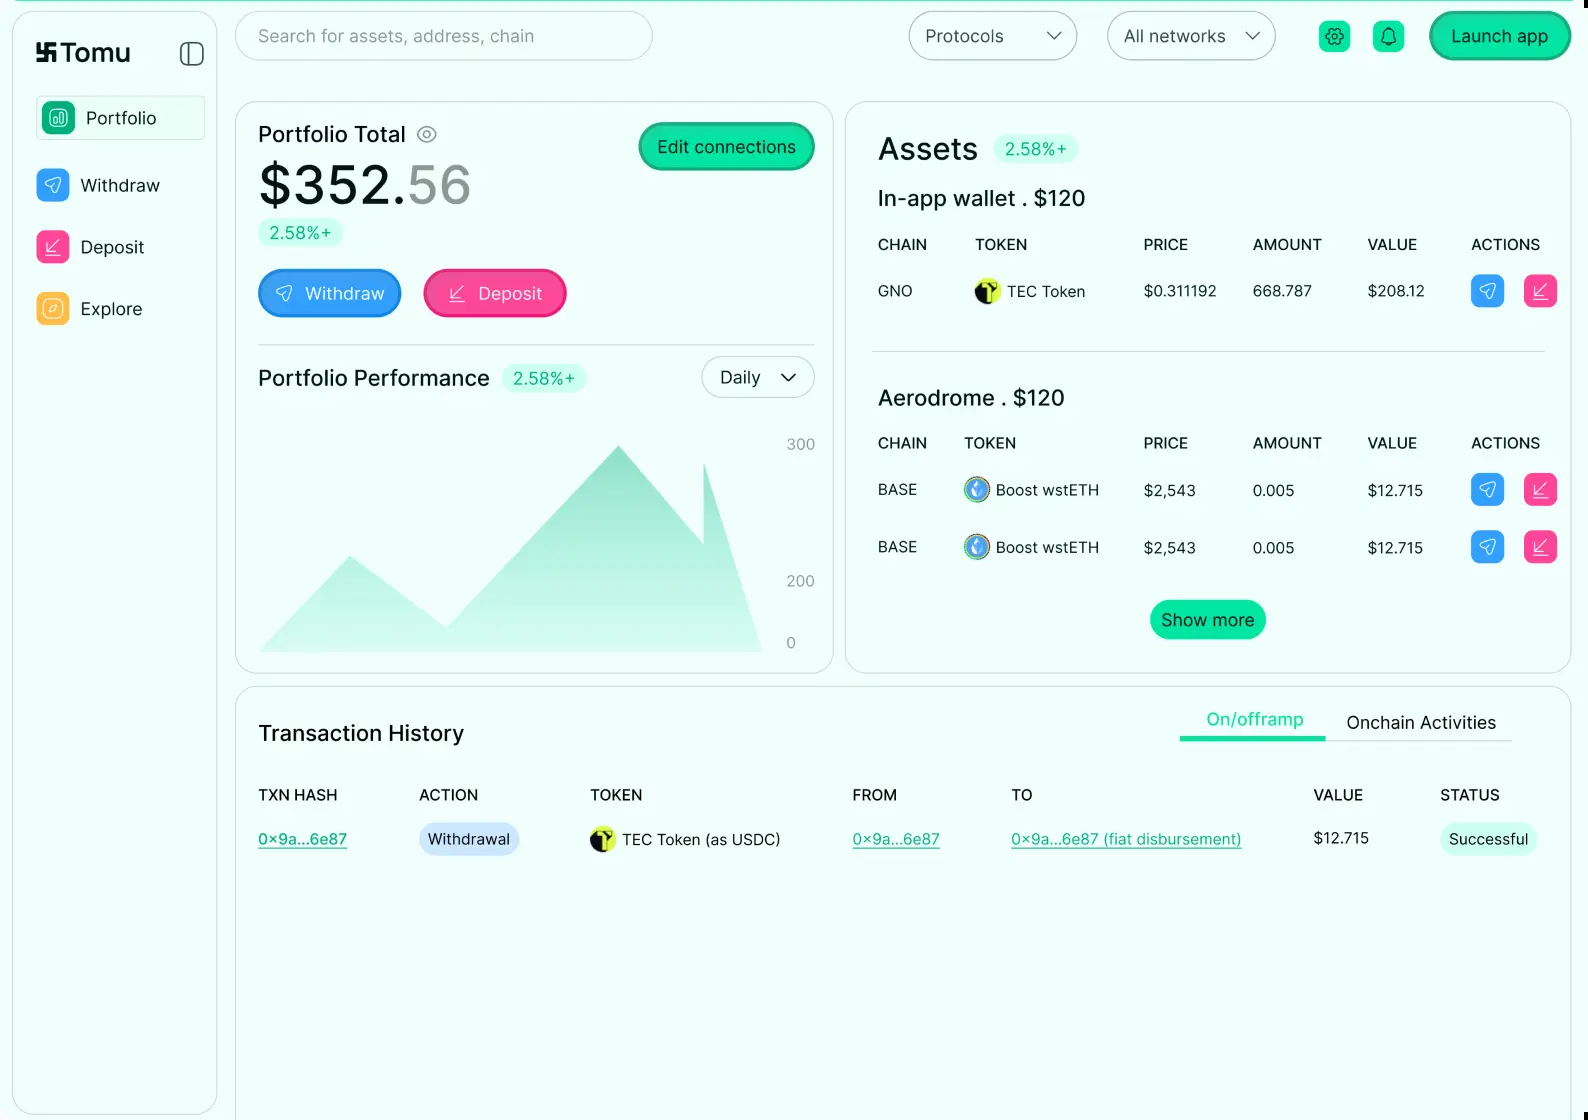 Tomu
Search for assets, address, chain
Protocols
All networks
Launch app
Portfolio
Withdraw
Deposit
Explore
Portfolio Total
Edit connections
$352.56
2.58%+
Withdraw
Deposit
Portfolio Performance 2.58%+
Daily
300
200
0
Assets 2.58%+
In-app wallet . $120
CHAIN TOKEN PRICE AMOUNT VALUE ACTIONS
GNO TEC Token $0.311192 668.787 $208.12
Aerodrome . $120
CHAIN TOKEN PRICE AMOUNT VALUE ACTIONS
BASE Boost wstETH $2,543 0.005 $12.715
BASE Boost wstETH $2,543 0.005 $12.715
Show more
Transaction History
On/offramp
Onchain Activities
TXN HASH ACTION TOKEN FROM TO VALUE STATUS
0×9a...6e87 Withdrawal TEC Token (as USDC) 0×9a...6e87 0×9a...6e87 (fiat disbursement) $12.715 Successful